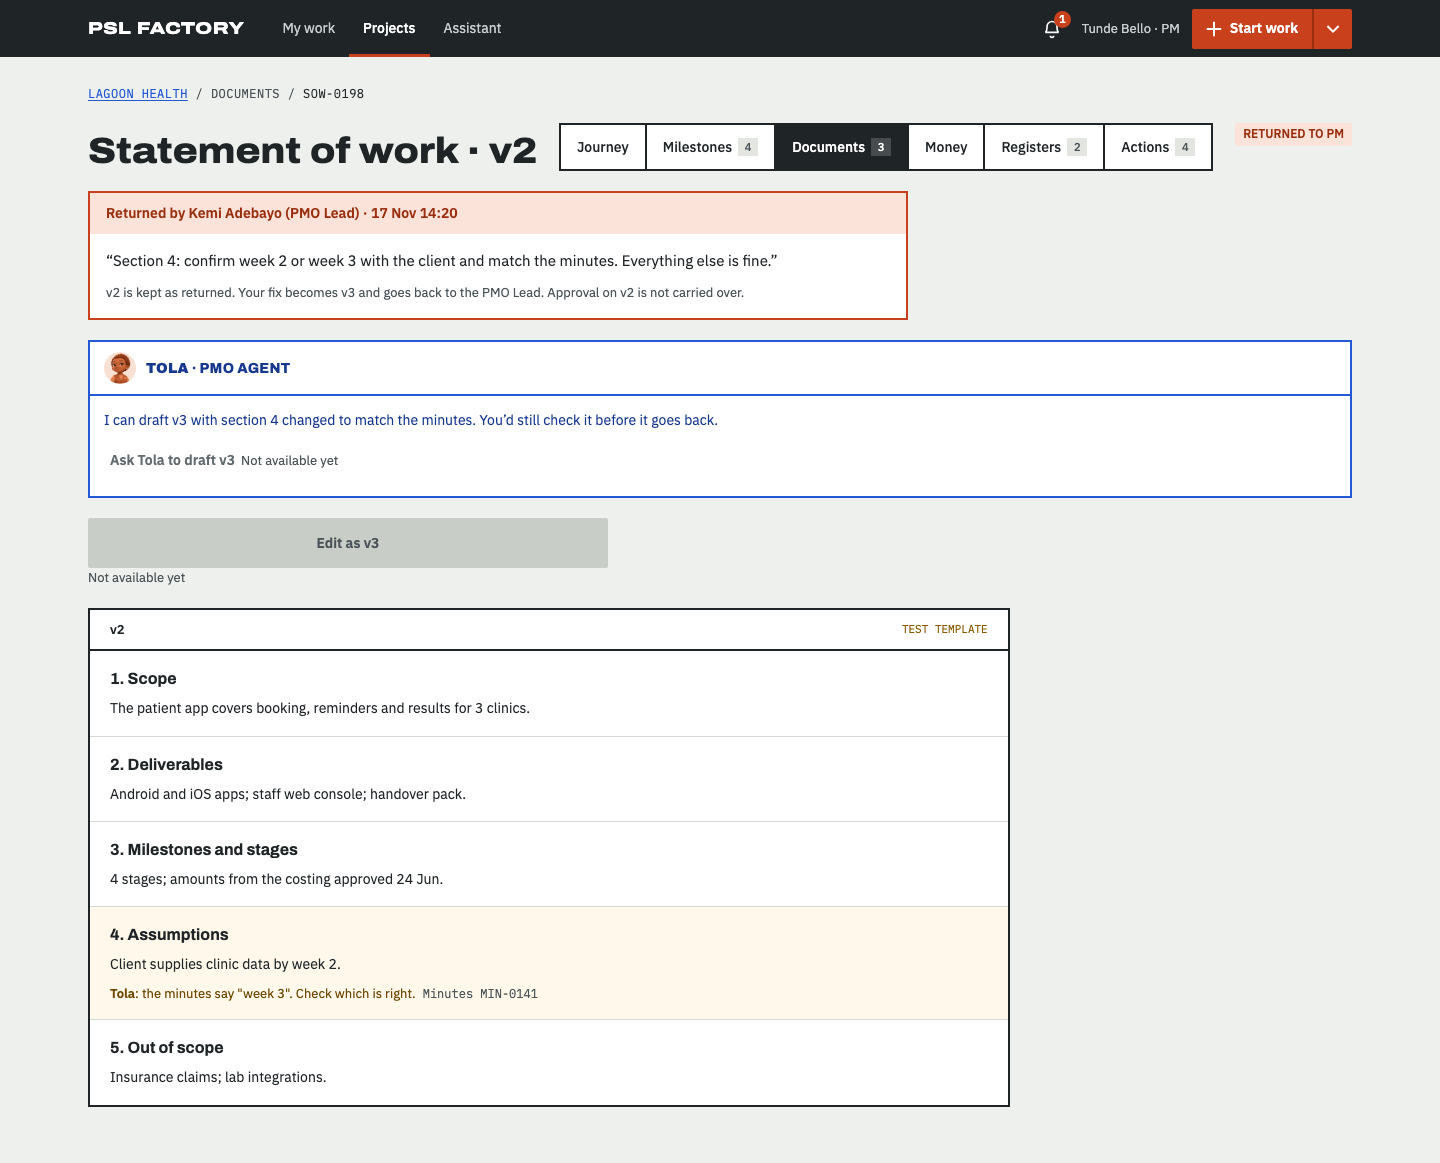 PSL FACTORY
My work
Projects
Assistant
1
Tunde Bello · PM
Start work
LAGOON HEALTH / DOCUMENTS / SOW-0198
Statement of work · v2
Journey
Milestones 4
Documents 3
Money
Registers 2
Actions 4
RETURNED TO PM
Returned by Kemi Adebayo (PMO Lead) · 17 Nov 14:20
“Section 4: confirm week 2 or week 3 with the client and match the minutes. Everything else is fine.”
v2 is kept as returned. Your fix becomes v3 and goes back to the PMO Lead. Approval on v2 is not carried over.
TOLA · PMO AGENT
I can draft v3 with section 4 changed to match the minutes. You’d still check it before it goes back.
Ask Tola to draft v3 Not available yet
Edit as v3
Not available yet
v2
TEST TEMPLATE
1. Scope
The patient app covers booking, reminders and results for 3 clinics.
2. Deliverables
Android and iOS apps; staff web console; handover pack.
3. Milestones and stages
4 stages; amounts from the costing approved 24 Jun.
4. Assumptions
Client supplies clinic data by week 2.
Tola: the minutes say "week 3". Check which is right. Minutes MIN-0141
5. Out of scope
Insurance claims; lab integrations.